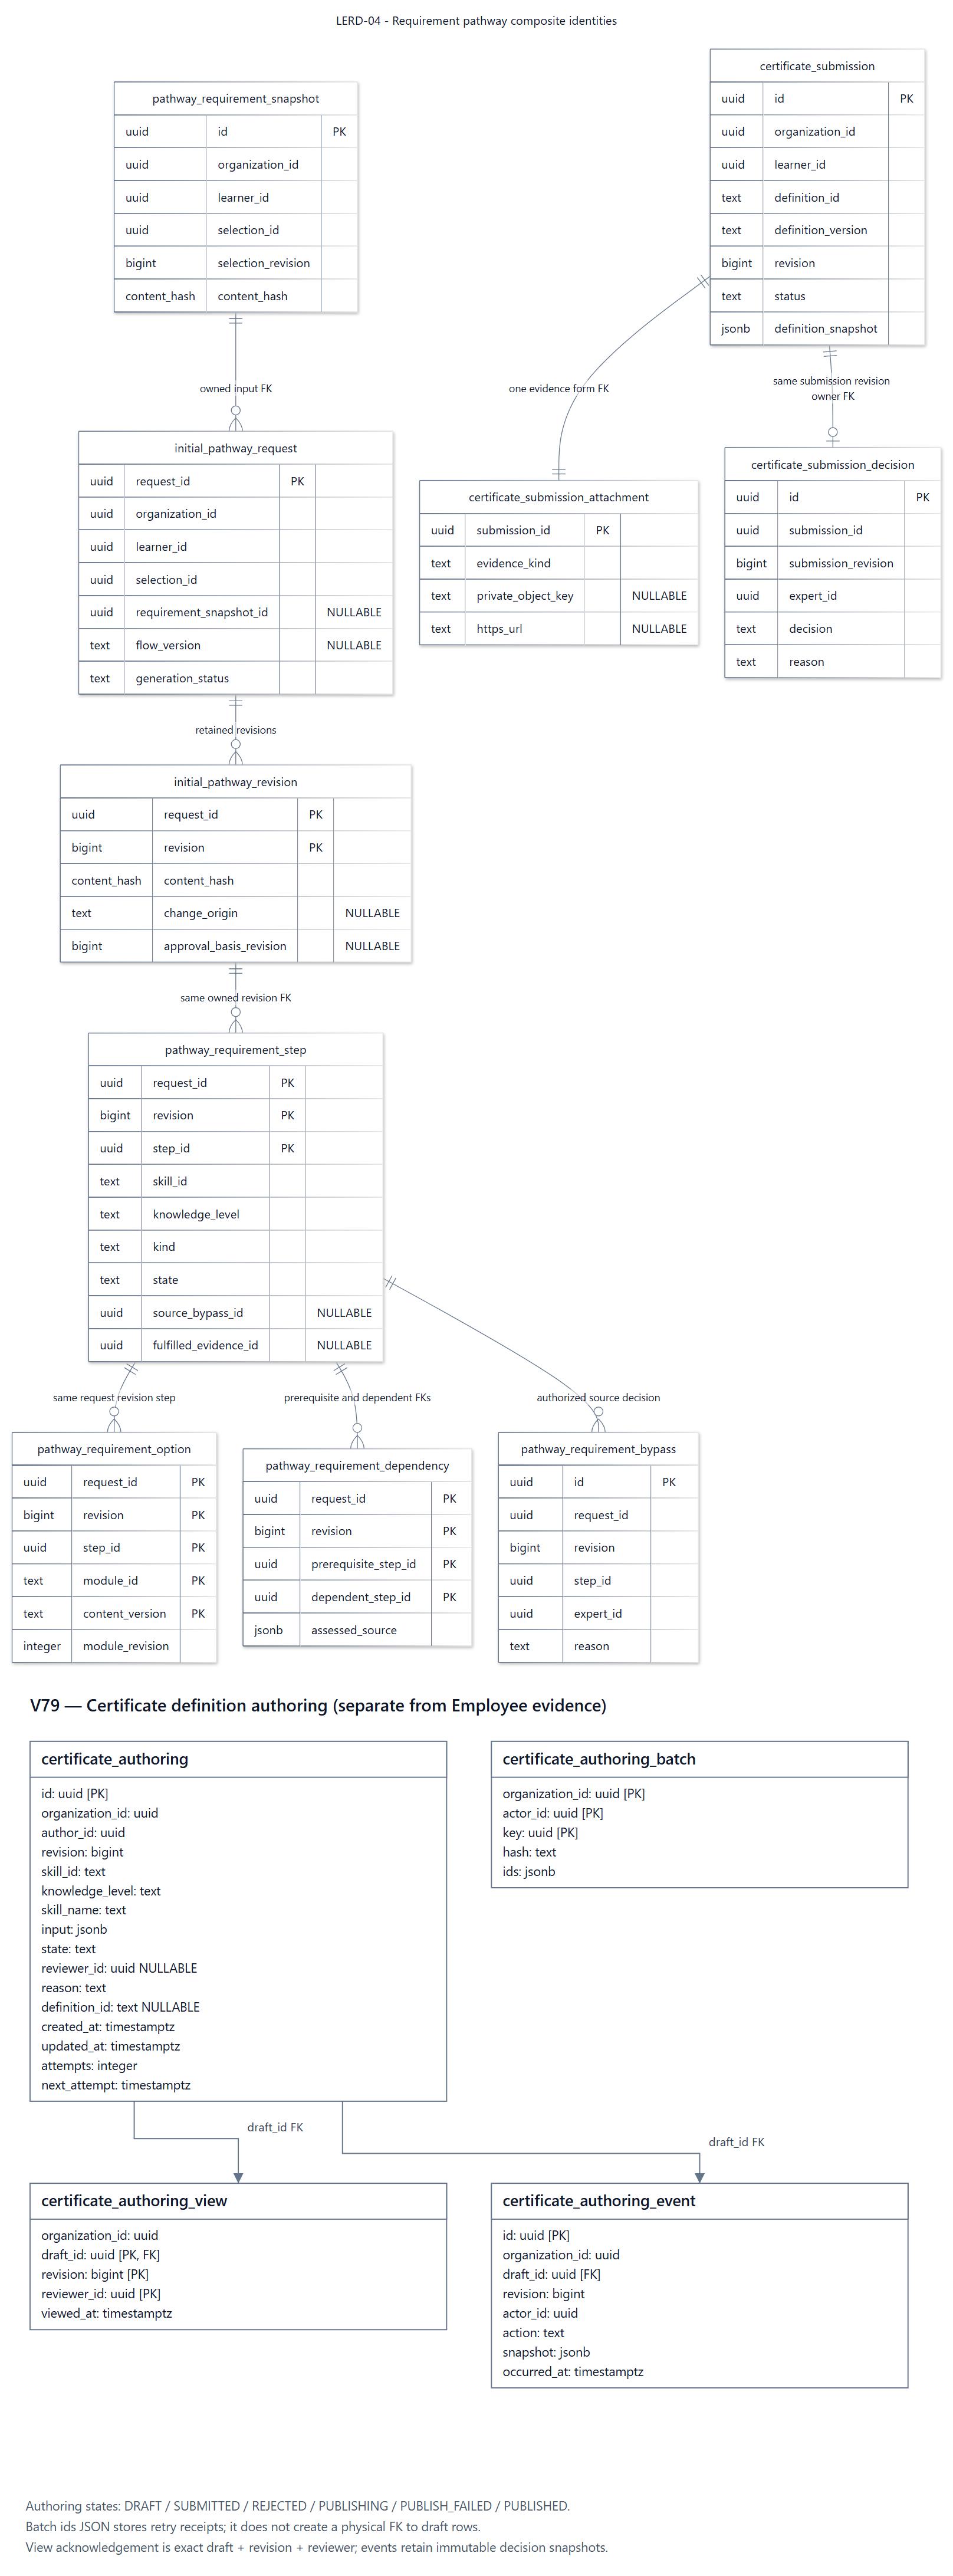 LERD-04 - Requirement pathway composite identities
pathway_requirement_snapshot
uuid id PK
uuid organization_id
uuid learner_id
uuid selection_id
bigint selection_revision
content_hash content_hash
certificate_submission
uuid id PK
uuid organization_id
uuid learner_id
text definition_id
text definition_version
bigint revision
text status
jsonb definition_snapshot
owned input FK
one evidence form FK
same submission revision
owner FK
initial_pathway_request
uuid request_id PK
uuid organization_id
uuid learner_id
uuid selection_id
uuid requirement_snapshot_id NULLABLE
text flow_version NULLABLE
text generation_status
certificate_submission_attachment
uuid submission_id PK
text evidence_kind
text private_object_key NULLABLE
text https_url NULLABLE
certificate_submission_decision
uuid id PK
uuid submission_id
bigint submission_revision
uuid expert_id
text decision
text reason
retained revisions
initial_pathway_revision
uuid request_id PK
bigint revision PK
content_hash content_hash
text change_origin NULLABLE
bigint approval_basis_revision NULLABLE
same owned revision FK
pathway_requirement_step
uuid request_id PK
bigint revision PK
uuid step_id PK
text skill_id
text knowledge_level
text kind
text state
uuid source_bypass_id NULLABLE
uuid fulfilled_evidence_id NULLABLE
same request revision step
prerequisite and dependent FKs
authorized source decision
pathway_requirement_option
uuid request_id PK
bigint revision PK
uuid step_id PK
text module_id PK
text content_version PK
integer module_revision
pathway_requirement_dependency
uuid request_id PK
bigint revision PK
uuid prerequisite_step_id PK
uuid dependent_step_id PK
jsonb assessed_source
pathway_requirement_bypass
uuid id PK
uuid request_id
bigint revision
uuid step_id
uuid expert_id
text reason
V79 — Certificate definition authoring (separate from Employee evidence)
certificate_authoring
id: uuid [PK]
organization_id: uuid
author_id: uuid
revision: bigint
skill_id: text
knowledge_level: text
skill_name: text
input: jsonb
state: text
reviewer_id: uuid NULLABLE
reason: text
definition_id: text NULLABLE
created_at: timestamptz
updated_at: timestamptz
attempts: integer
next_attempt: timestamptz
certificate_authoring_batch
organization_id: uuid [PK]
actor_id: uuid [PK]
key: uuid [PK]
hash: text
ids: jsonb
draft_id FK
draft_id FK
certificate_authoring_view
organization_id: uuid
draft_id: uuid [PK, FK]
revision: bigint [PK]
reviewer_id: uuid [PK]
viewed_at: timestamptz
certificate_authoring_event
id: uuid [PK]
organization_id: uuid
draft_id: uuid [FK]
revision: bigint
actor_id: uuid
action: text
snapshot: jsonb
occurred_at: timestamptz
Authoring states: DRAFT / SUBMITTED / REJECTED / PUBLISHING / PUBLISH_FAILED / PUBLISHED.
Batch ids JSON stores retry receipts; it does not create a physical FK to draft rows.
View acknowledgement is exact draft + revision + reviewer; events retain immutable decision snapshots.